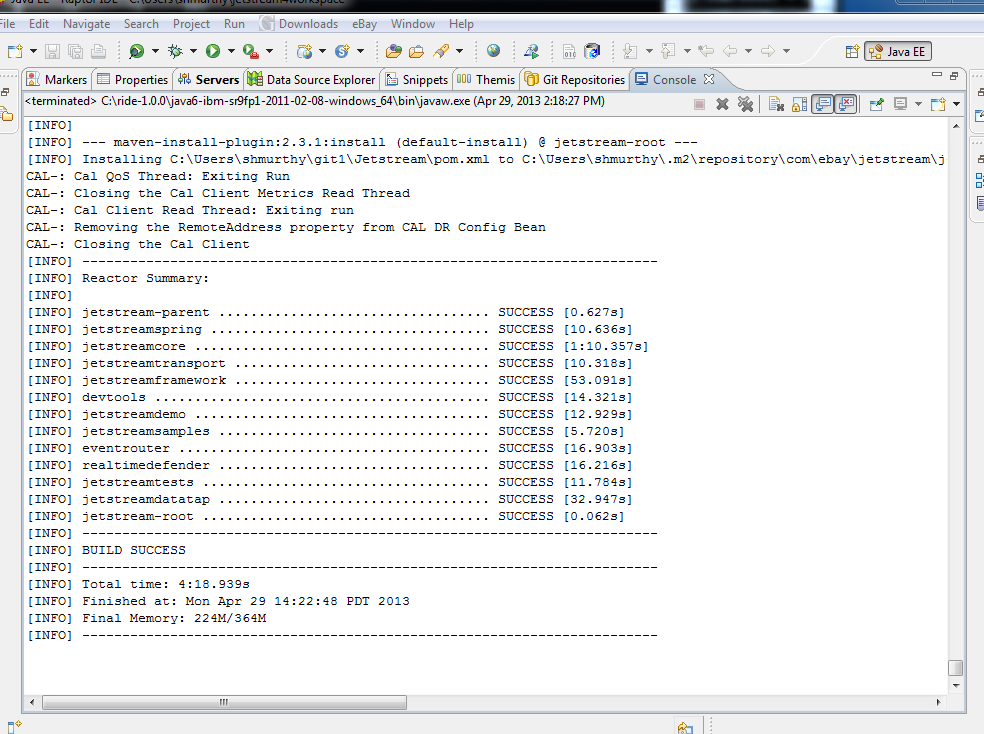 Java EE - Raptor IDE - C:\Users\shmurthy\jetstream4workspace
File Edit Navigate Search Project Run Downloads eBay Window Help
Java EE
Markers Properties Servers Data Source Explorer Snippets Themis Git Repositories Console
<terminated> C:\ride-1.0.0\java6-ibm-sr9fp1-2011-02-08-windows_64\bin\javaw.exe (Apr 29, 2013 2:18:27 PM)
[INFO]
[INFO] --- maven-install-plugin:2.3.1:install (default-install) @ jetstream-root ---
[INFO] Installing C:\Users\shmurthy\git1\Jetstream\pom.xml to C:\Users\shmurthy\.m2\repository\com\ebay\jetstream\j
CAL-: Cal QoS Thread: Exiting Run
CAL-: Closing the Cal Client Metrics Read Thread
CAL-: Cal Client Read Thread: Exiting run
CAL-: Removing the RemoteAddress property from CAL DR Config Bean
CAL-: Closing the Cal Client
[INFO] ------------------------------------------------------------------------
[INFO] Reactor Summary:
[INFO]
[INFO] jetstream-parent .................................. SUCCESS [0.627s]
[INFO] jetstreamspring ................................... SUCCESS [10.636s]
[INFO] jetstreamcore ..................................... SUCCESS [1:10.357s]
[INFO] jetstreamtransport ................................ SUCCESS [10.318s]
[INFO] jetstreamframework ................................ SUCCESS [53.091s]
[INFO] devtools .......................................... SUCCESS [14.321s]
[INFO] jetstreamdemo ..................................... SUCCESS [12.929s]
[INFO] jetstreamsamples .................................. SUCCESS [5.720s]
[INFO] eventrouter ....................................... SUCCESS [16.903s]
[INFO] realtimedefender .................................. SUCCESS [16.216s]
[INFO] jetstreamtests .................................... SUCCESS [11.784s]
[INFO] jetstreamdatatap .................................. SUCCESS [32.947s]
[INFO] jetstream-root .................................... SUCCESS [0.062s]
[INFO] ------------------------------------------------------------------------
[INFO] BUILD SUCCESS
[INFO] ------------------------------------------------------------------------
[INFO] Total time: 4:18.939s
[INFO] Finished at: Mon Apr 29 14:22:48 PDT 2013
[INFO] Final Memory: 224M/364M
[INFO] ------------------------------------------------------------------------